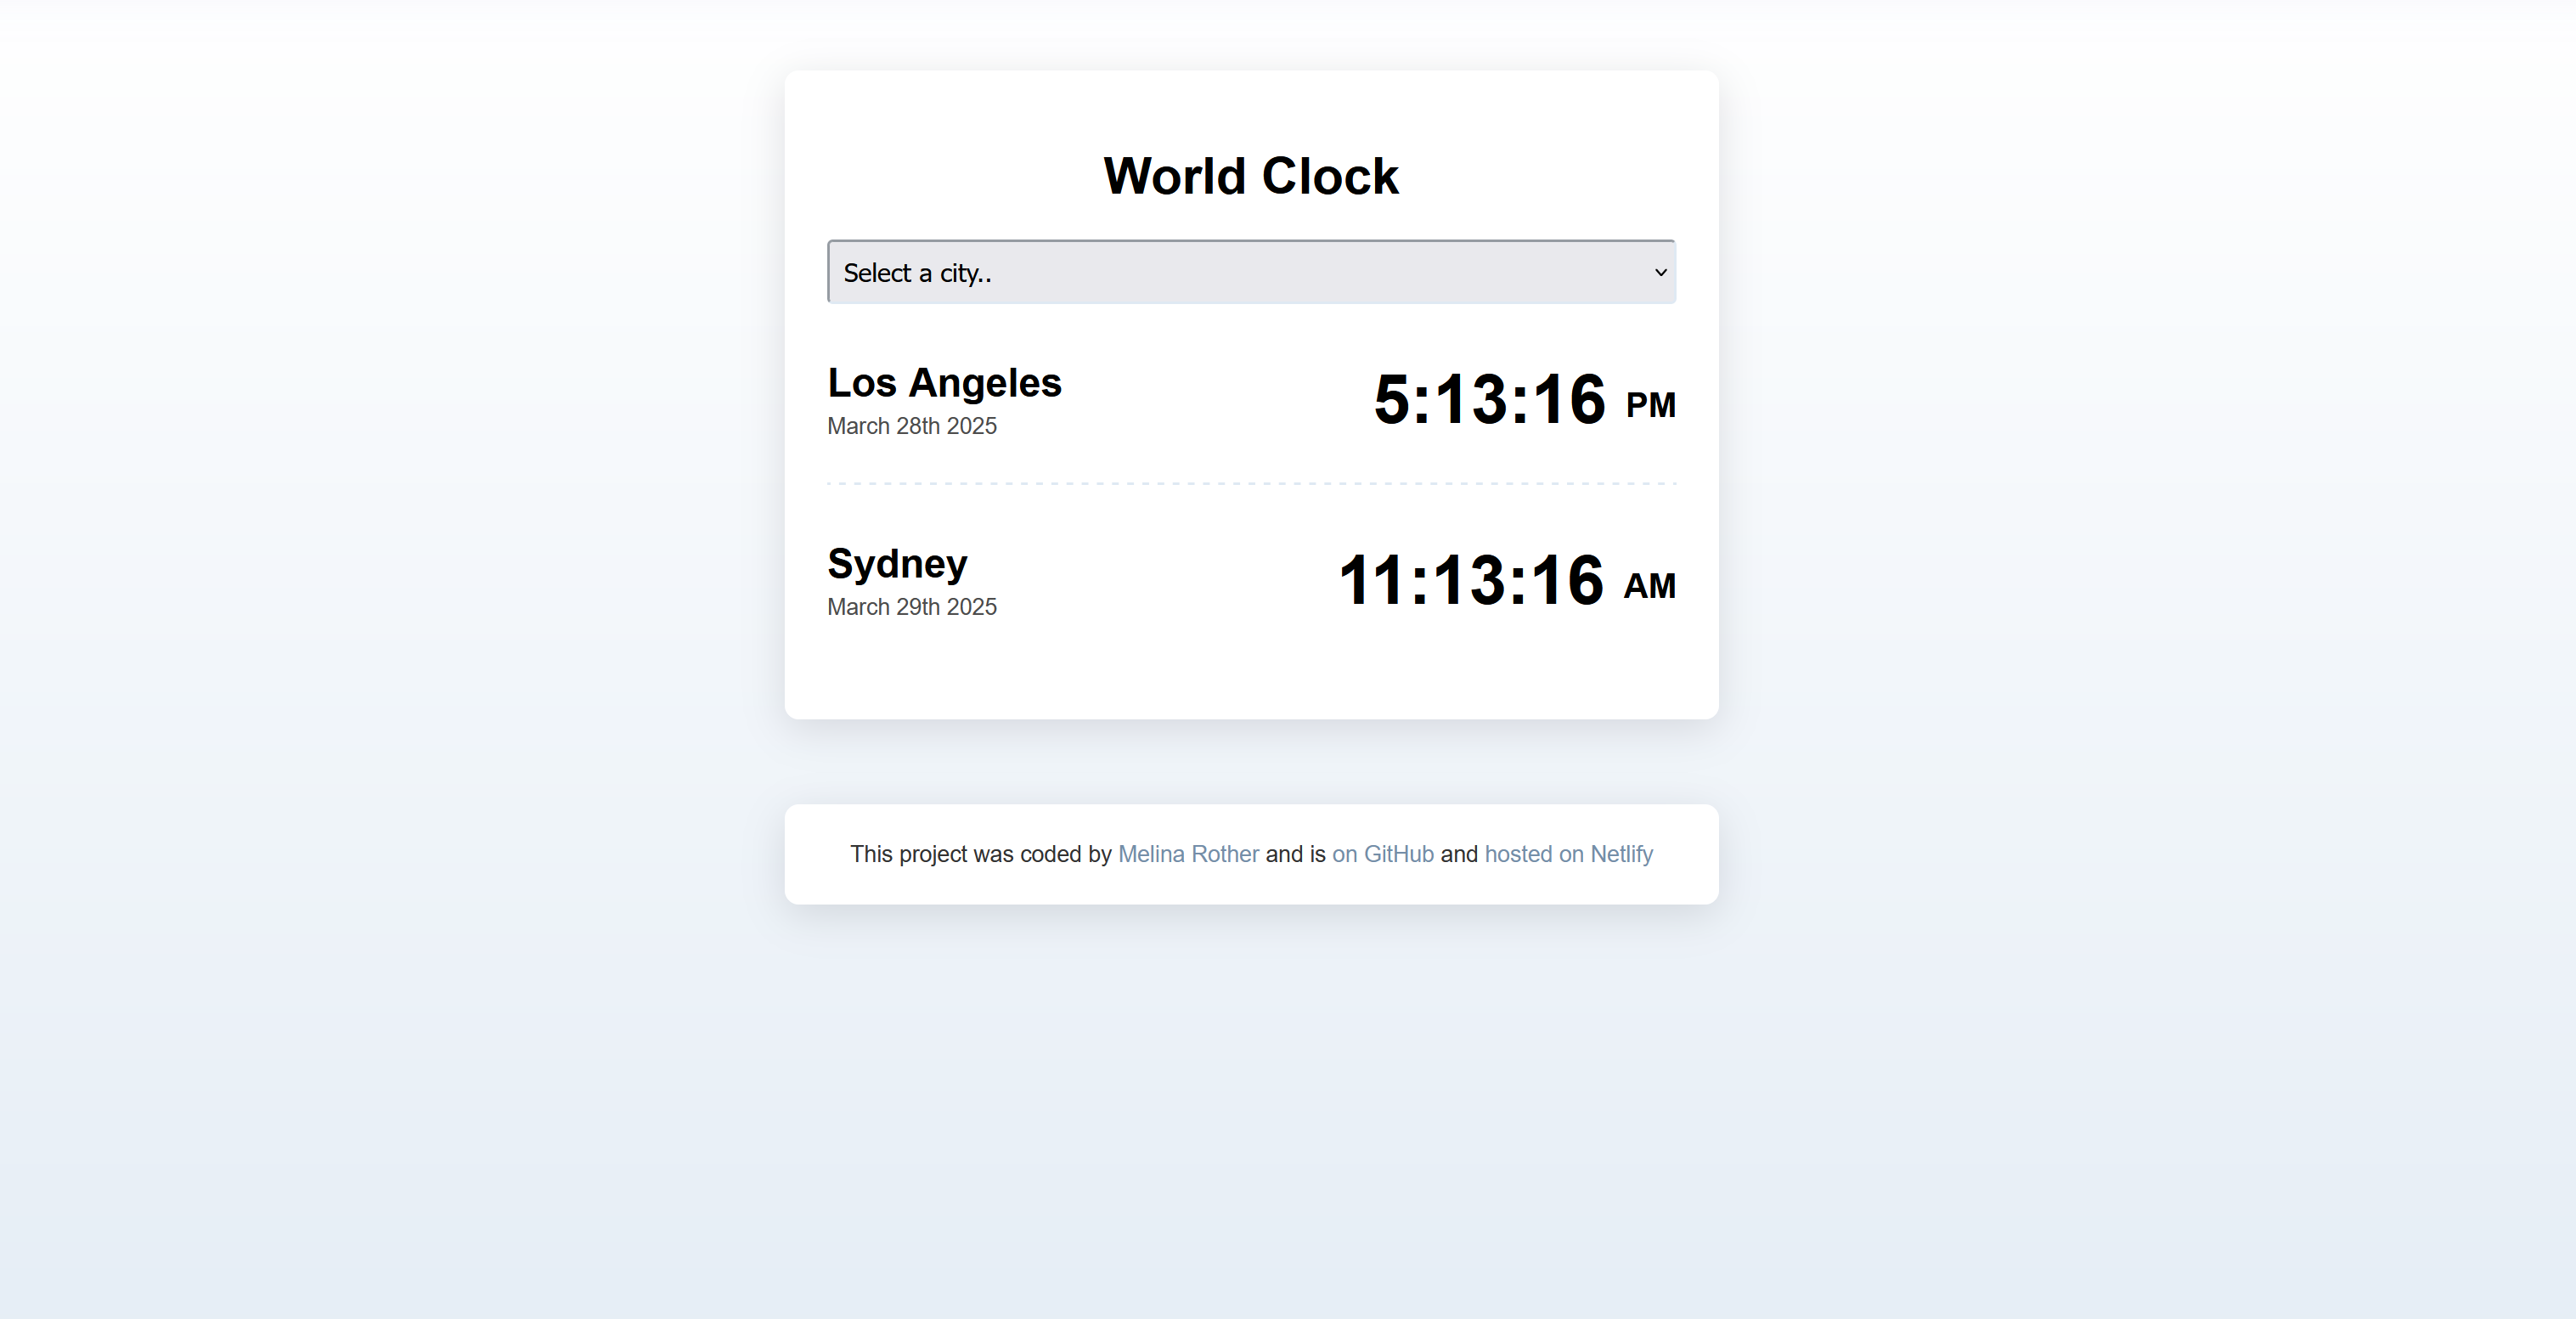 World Clock
Select a city..
Los Angeles
March 28th 2025
5:13:16 PM
Sydney
March 29th 2025
11:13:16 AM
This project was coded by Melina Rother and is on GitHub and hosted on Netlify